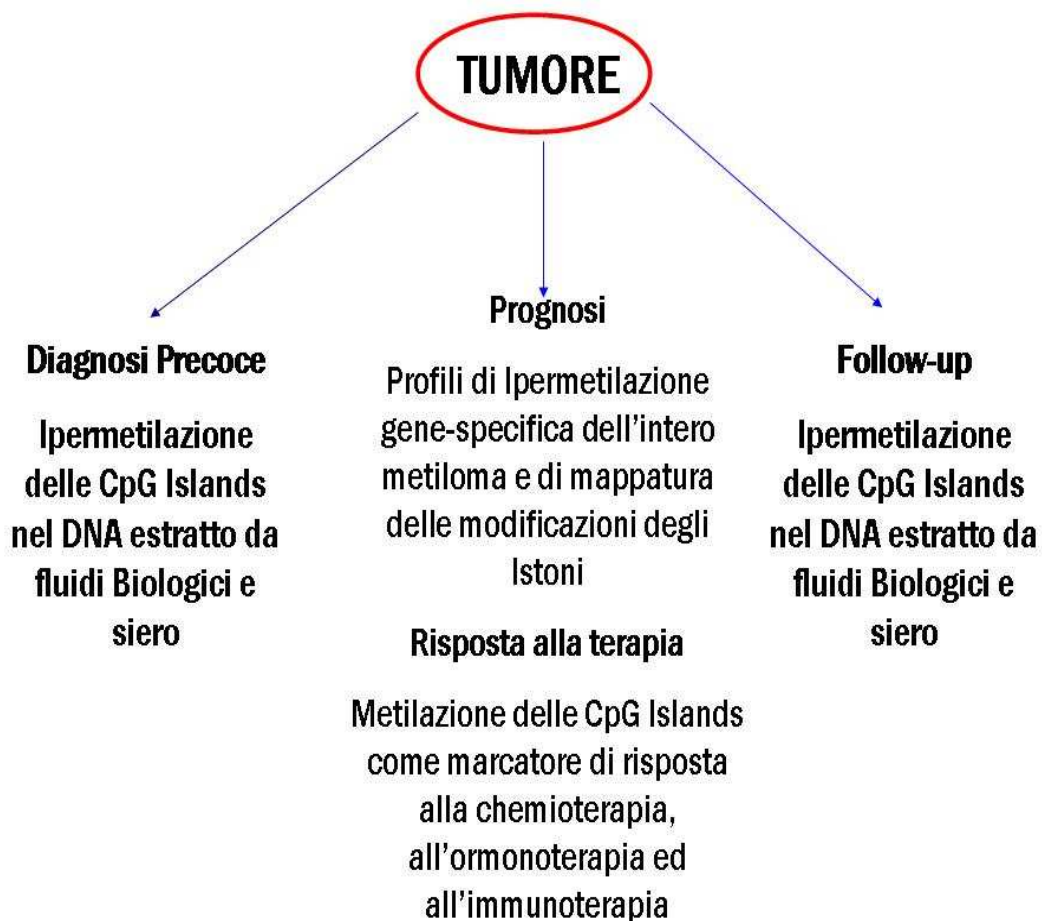 TUMORE
Diagnosi Precoce
Ipermetilazione
delle CpG Islands
nel DNA estratto da
fluidi Biologici e
siero
Prognosi
Profili di Ipermetilazione
gene-specifica dell'intero
metiloma e di mappatura
delle modificazioni degli
Istoni
Risposta alla terapia
Metilazione delle CpG Islands
come marcatore di risposta
alla chemioterapia,
all'ormonoterapia ed
all'immunoterapia
Follow-up
Ipermetilazione
delle CpG Islands
nel DNA estratto da
fluidi Biologici e
siero